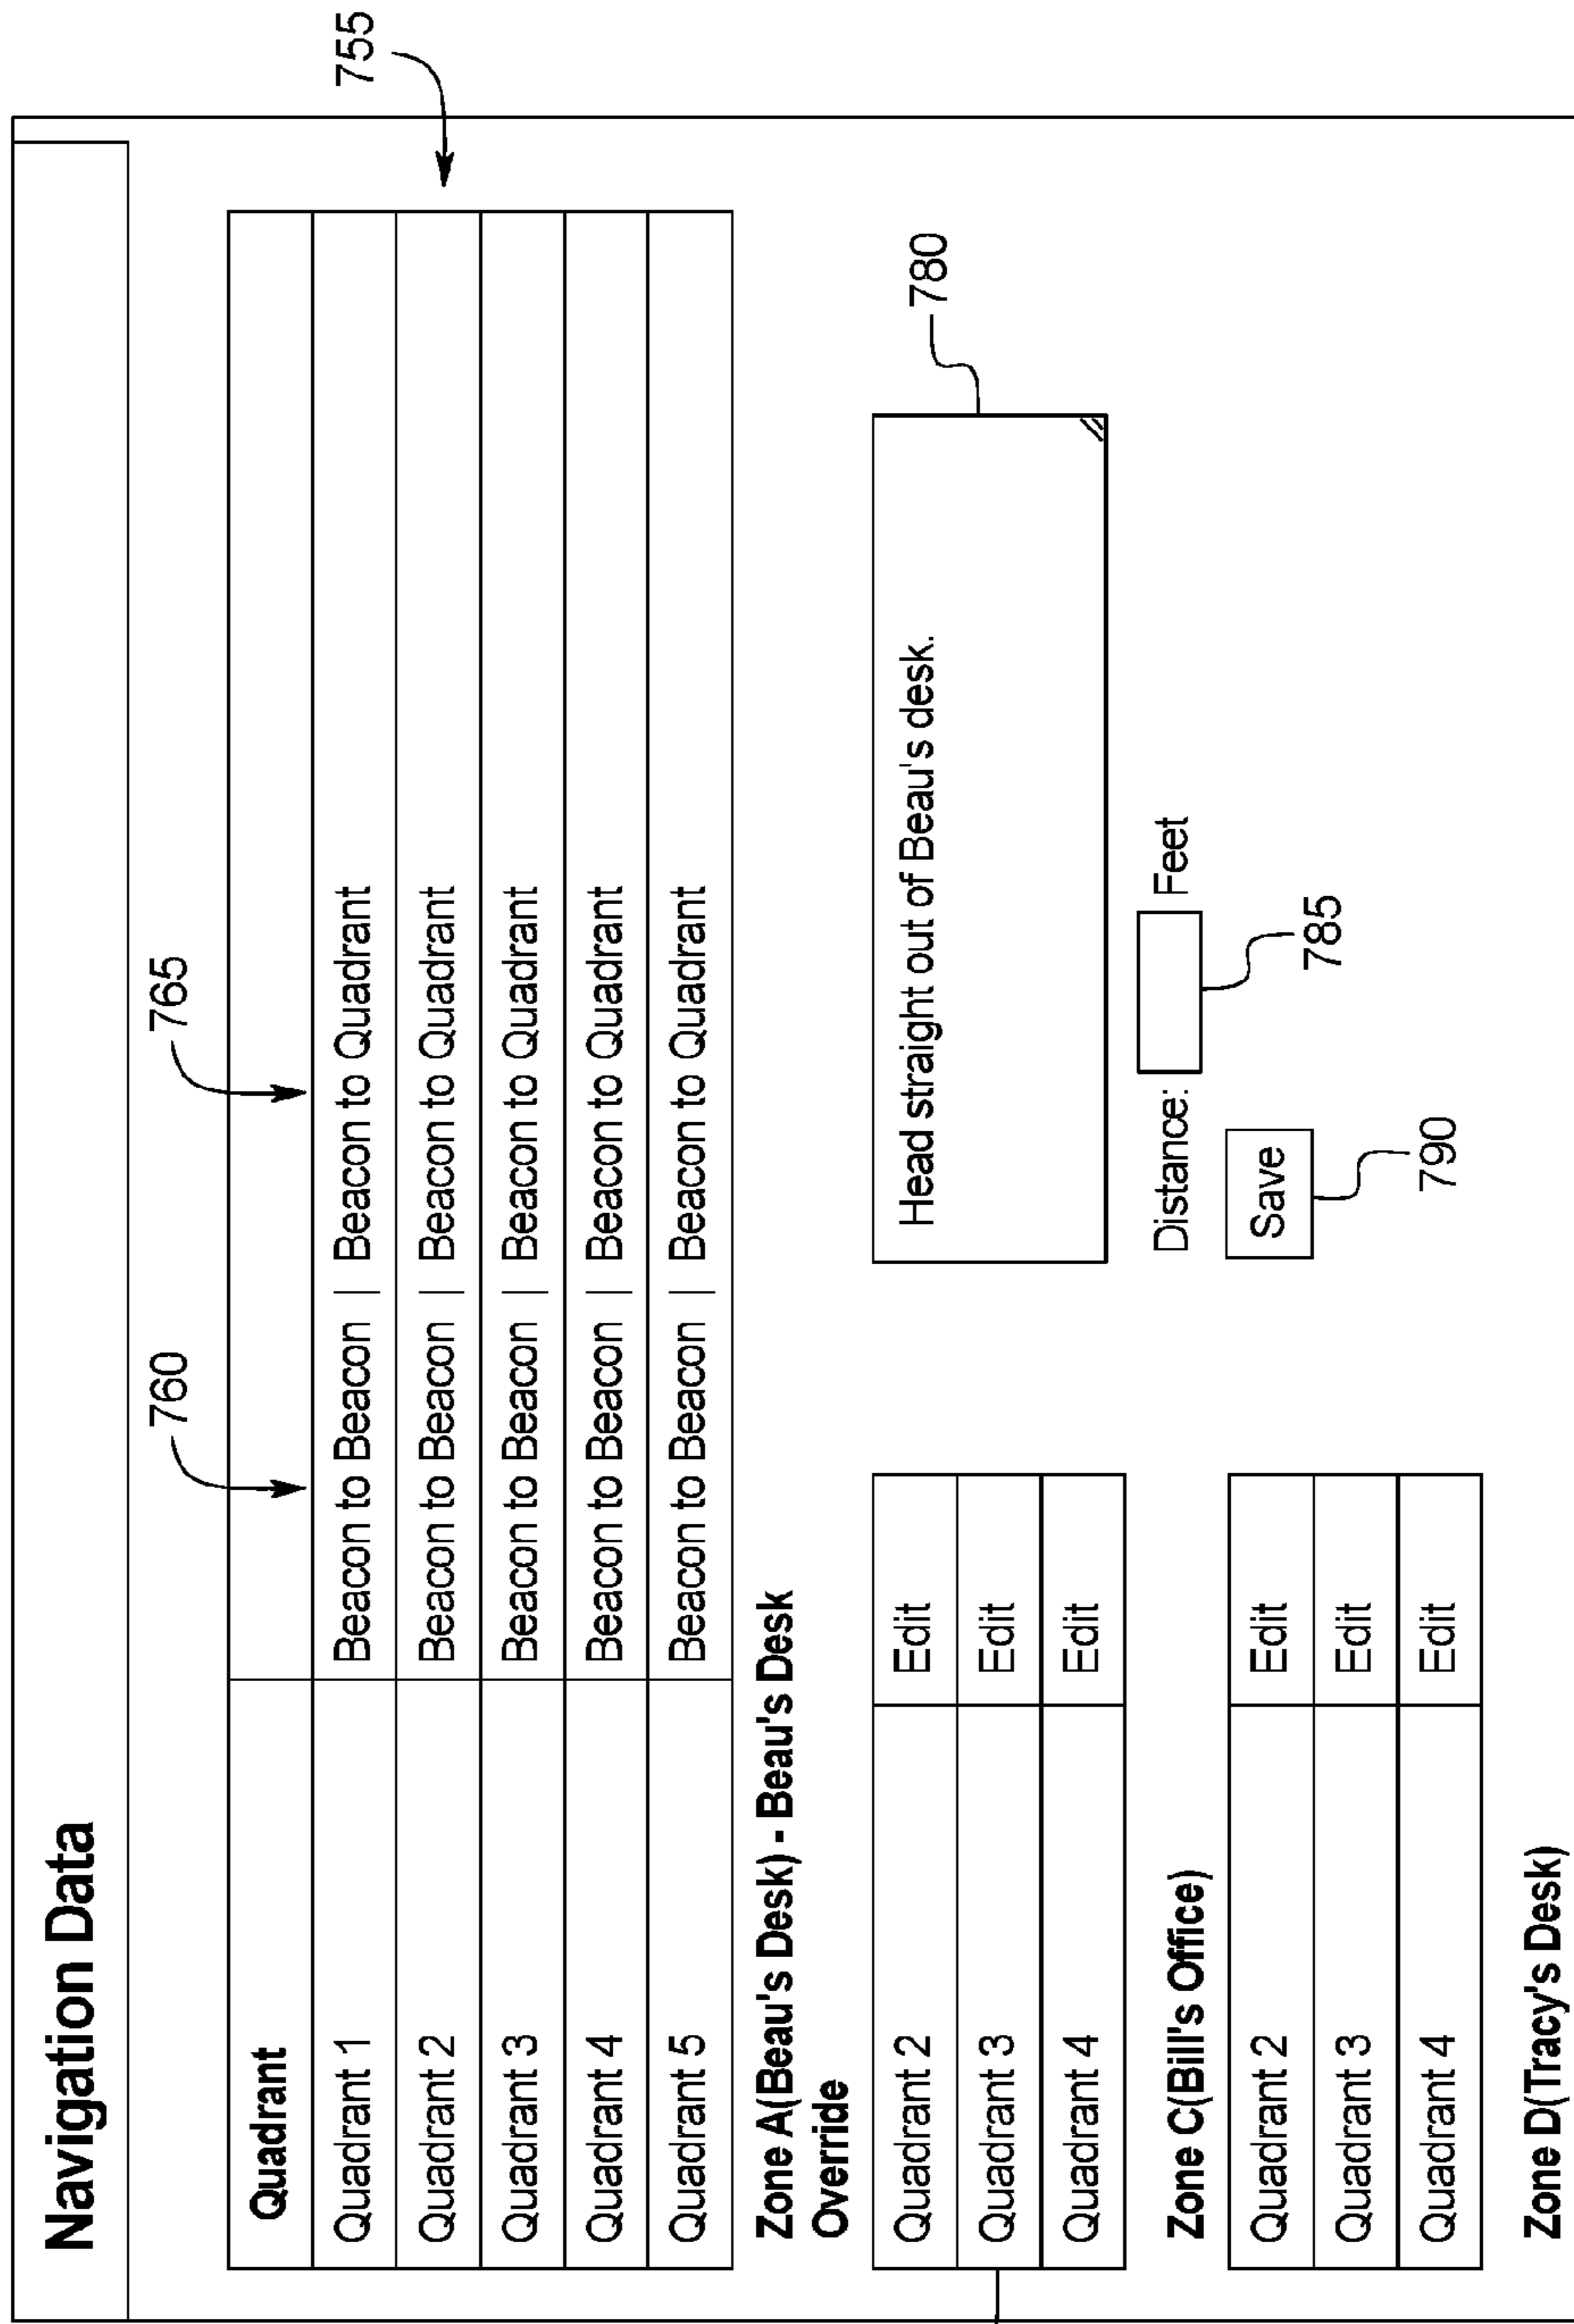 Navigation Data
760
765
755
Quadrant
Quadrant 1 Beacon to Beacon | Beacon to Quadrant
Quadrant 2 Beacon to Beacon | Beacon to Quadrant
Quadrant 3 Beacon to Beacon | Beacon to Quadrant
Quadrant 4 Beacon to Beacon | Beacon to Quadrant
Quadrant 5 Beacon to Beacon | Beacon to Quadrant
Zone A(Beau's Desk) - Beau's Desk
Override
Quadrant 2 Edit
Quadrant 3 Edit
Quadrant 4 Edit
Head straight out of Beau's desk.
780
Distance: Feet
785
Save
790
Zone C(Bill's Office)
Quadrant 2 Edit
Quadrant 3 Edit
Quadrant 4 Edit
Zone D(Tracy's Desk)